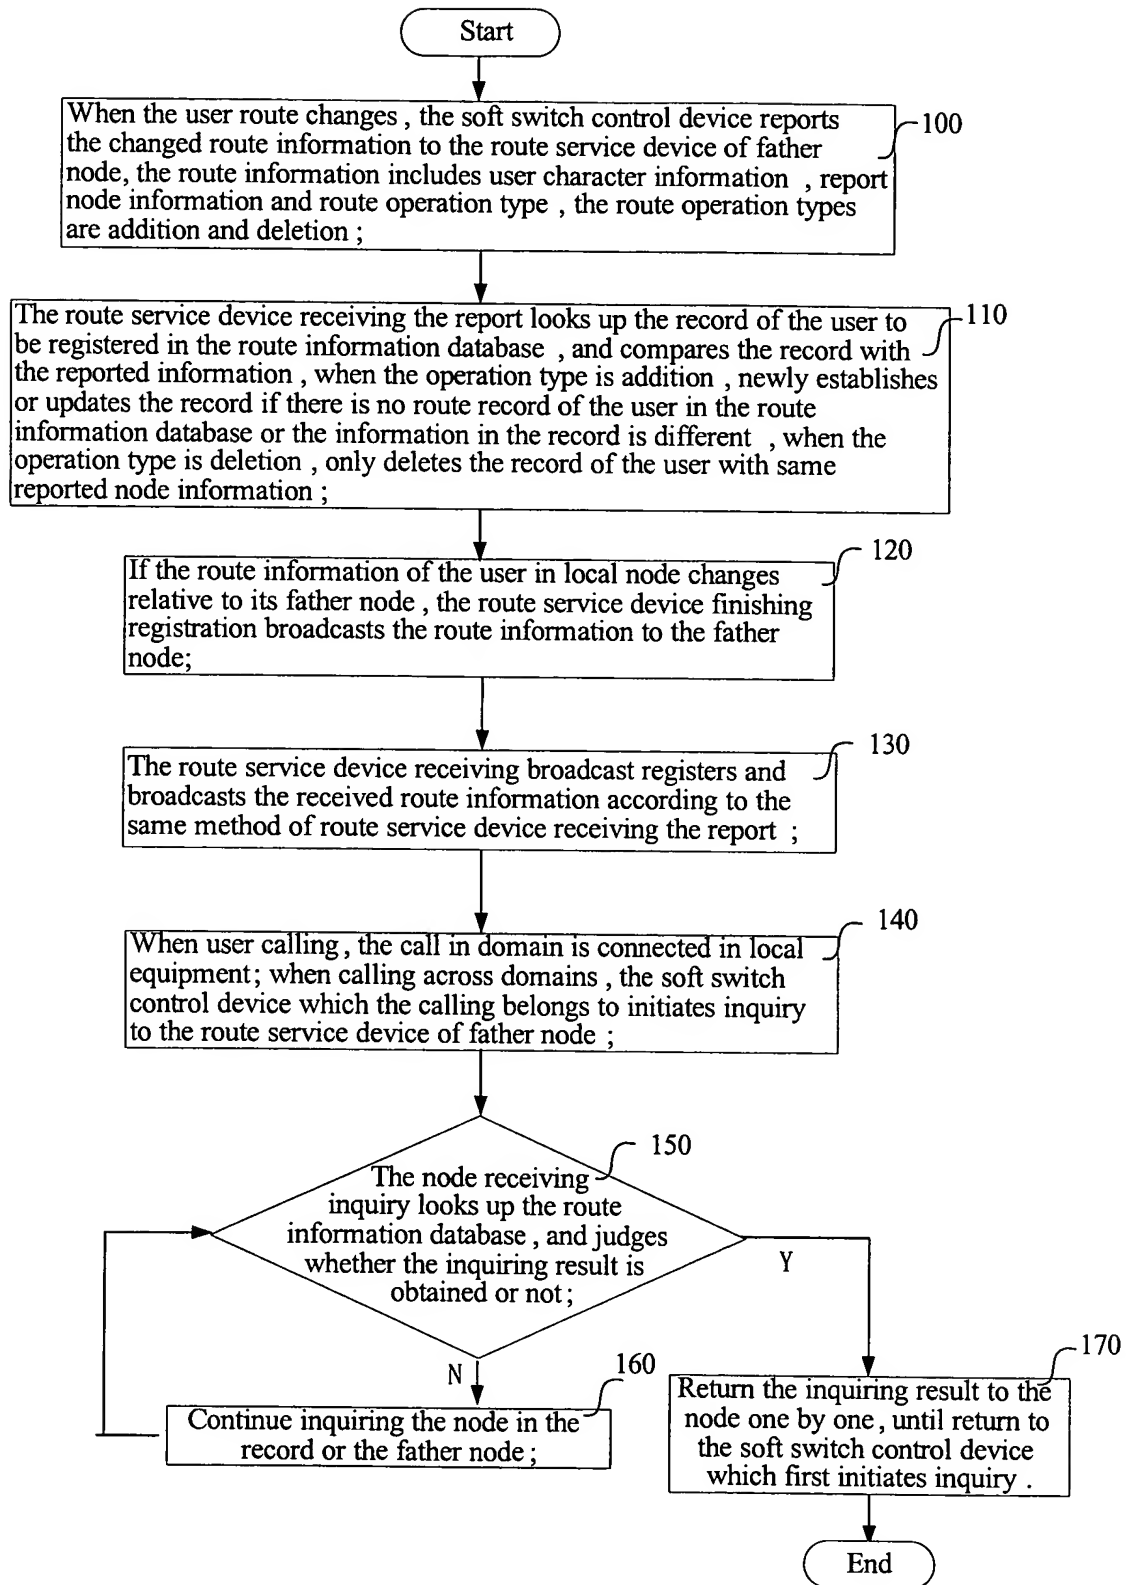 Start
When the user route changes , the soft switch control device reports
the changed route information to the route service device of father
node, the route information includes user character information , report
node information and route operation type , the route operation types
are addition and deletion ;
100
The route service device receiving the report looks up the record of the user to
be registered in the route information database , and compares the record with
the reported information , when the operation type is addition , newly establishes
or updates the record if there is no route record of the user in the route
information database or the information in the record is different , when the
operation type is deletion , only deletes the record of the user with same
reported node information ;
110
If the route information of the user in local node changes
relative to its father node , the route service device finishing
registration broadcasts the route information to the father
node;
120
The route service device receiving broadcast registers and
broadcasts the received route information according to the
same method of route service device receiving the report ;
130
When user calling , the call in domain is connected in local
equipment; when calling across domains , the soft switch
control device which the calling belongs to initiates inquiry
to the route service device of father node ;
140
The node receiving
inquiry looks up the route
information database , and judges
whether the inquiring result is
obtained or not;
150
Y
N
Continue inquiring the node in the
record or the father node ;
160
Return the inquiring result to the
node one by one , until return to
the soft switch control device
which first initiates inquiry .
170
End